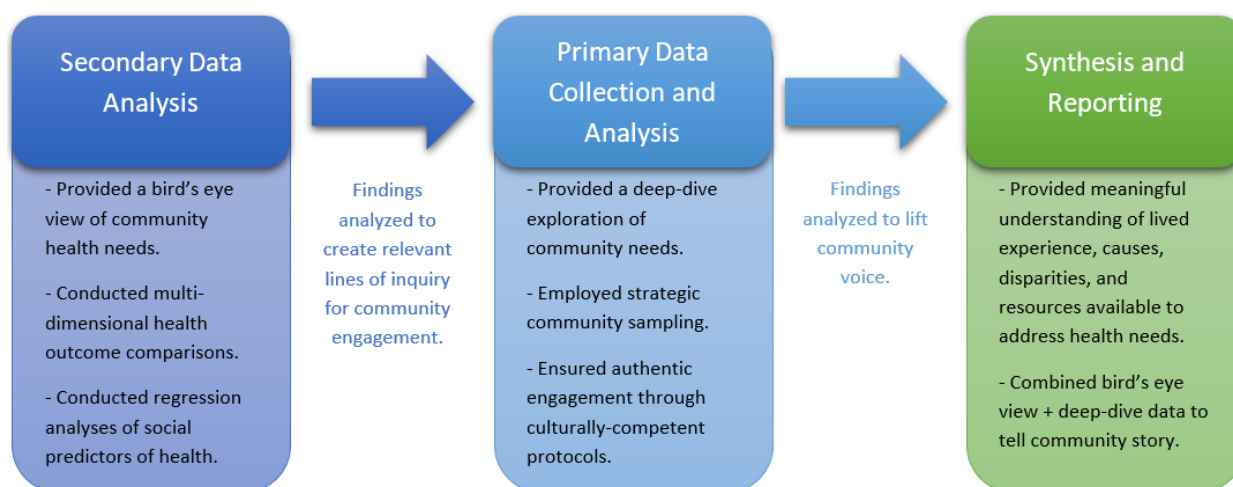 Secondary Data
Analysis
- Provided a bird's eye
view of community
health needs.
- Conducted multi-
dimensional health
outcome comparisons.
- Conducted regression
analyses of social
predictors of health.
Findings
analyzed to
create relevant
lines of inquiry
for community
engagement.
Primary Data
Collection and
Analysis
- Provided a deep-dive
exploration of
community needs.
- Employed strategic
community sampling.
- Ensured authentic
engagement through
culturally-competent
protocols.
Findings
analyzed to lift
community
voice.
Synthesis and
Reporting
- Provided meaningful
understanding of lived
experience, causes,
disparities, and
resources available to
address health needs.
- Combined bird's eye
view + deep-dive data to
tell community story.